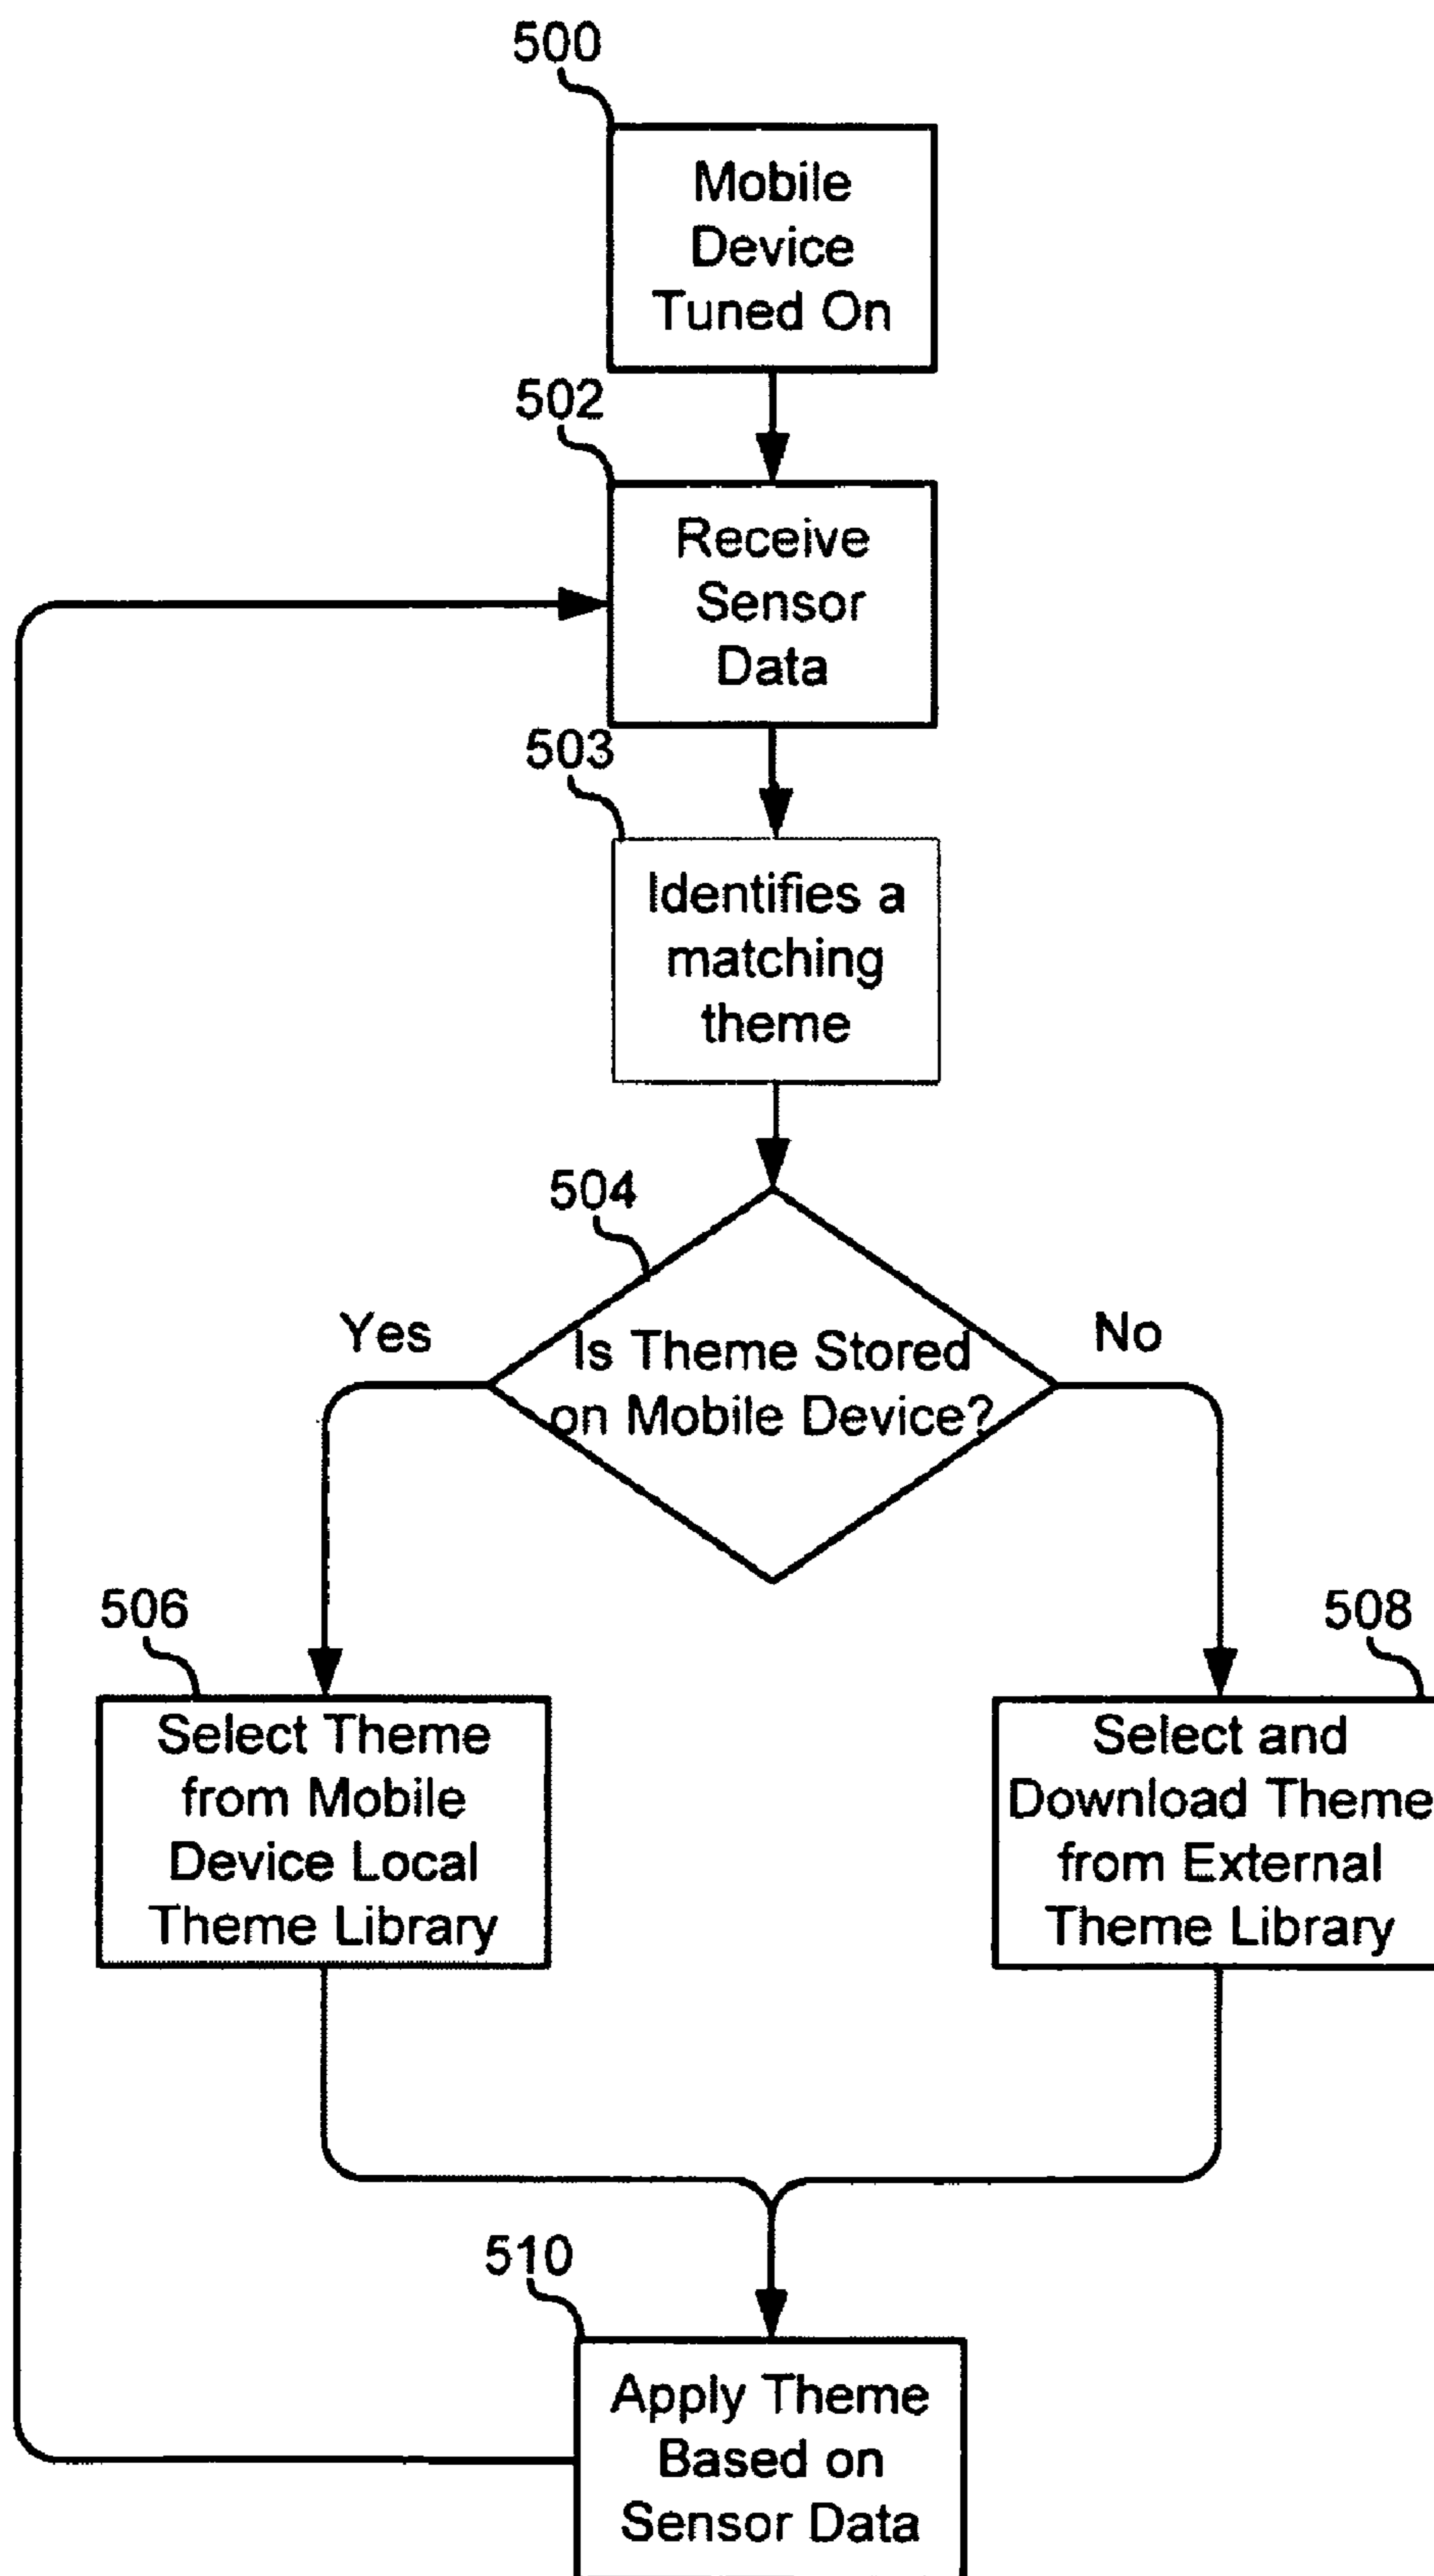 500
Mobile
Device
Tuned On
502
Receive
Sensor
Data
503
Identifies a
matching
theme
504
Yes
No
Is Theme Stored
on Mobile Device?
506
508
Select Theme
from Mobile
Device Local
Theme Library
Select and
Download Theme
from External
Theme Library
510
Apply Theme
Based on
Sensor Data